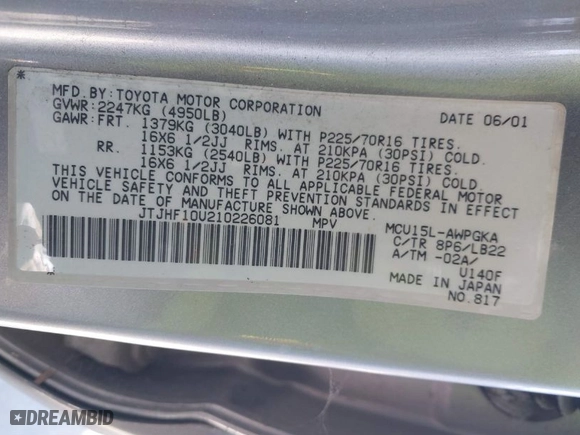 MFD.BY:TOYOTA MOTOR CORPORATION DATE 06/01
GVWR:2247KG (4950LB)
GAWR:FRT. 1379KG (3040LB) WITH P225/70R16 TIRES.
16X6 1/2JJ RIMS. AT 210KPA (30PSI) COLD.
RR. 1153KG (2540LB) WITH P225/70R16 TIRES.
16X6 1/2JJ RIMS. AT 210KPA (30PSI) COLD.
THIS VEHICLE CONFORMS TO ALL APPLICABLE FEDERAL MOTOR
VEHICLE SAFETY AND THEFT PREVENTION STANDARDS IN EFFECT
ON THE DATE OF MANUFACTURE SHOWN ABOVE.
JTJHF10U210226081 MPV
MCU15L-AWPGKA
C/TR 8P6/LB22
A/TM -02A/
U140F
MADE IN JAPAN
NO.817
DREAMBID